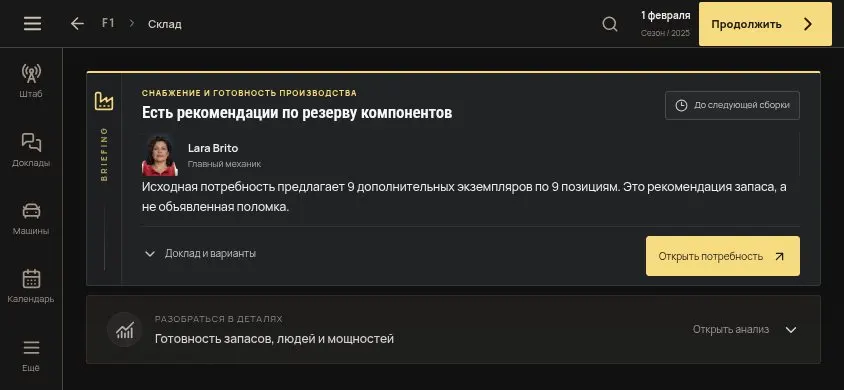 F1 > Склад
1 февраля
Сезон / 2025
Продолжить
Штаб
Доклады
Машины
Календарь
Ещё
BRIEFING
СНАБЖЕНИЕ И ГОТОВНОСТЬ ПРОИЗВОДСТВА
Есть рекомендации по резерву компонентов
До следующей сборки
Lara Brito
Главный механик
Исходная потребность предлагает 9 дополнительных экземпляров по 9 позициям. Это рекомендация запаса, а
не объявленная поломка.
Доклад и варианты
Открыть потребность
РАЗОБРАТЬСЯ В ДЕТАЛЯХ
Готовность запасов, людей и мощностей
Открыть анализ